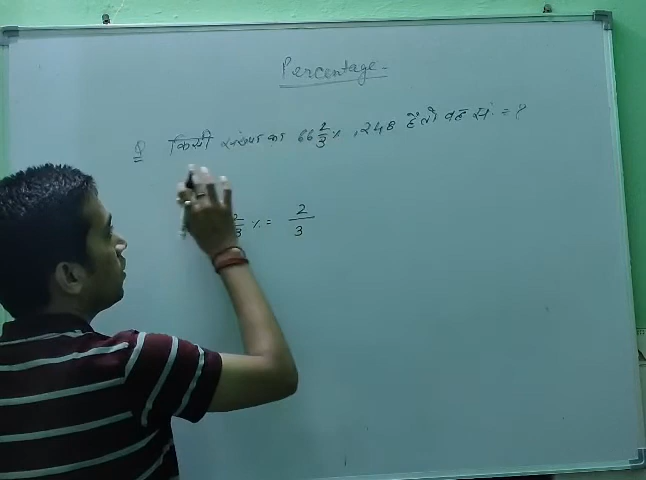 Percentage -
Q किसी संख्या का 66 2/3 %, 248 है तो वह सं. = ?
2/3 % = 2/3